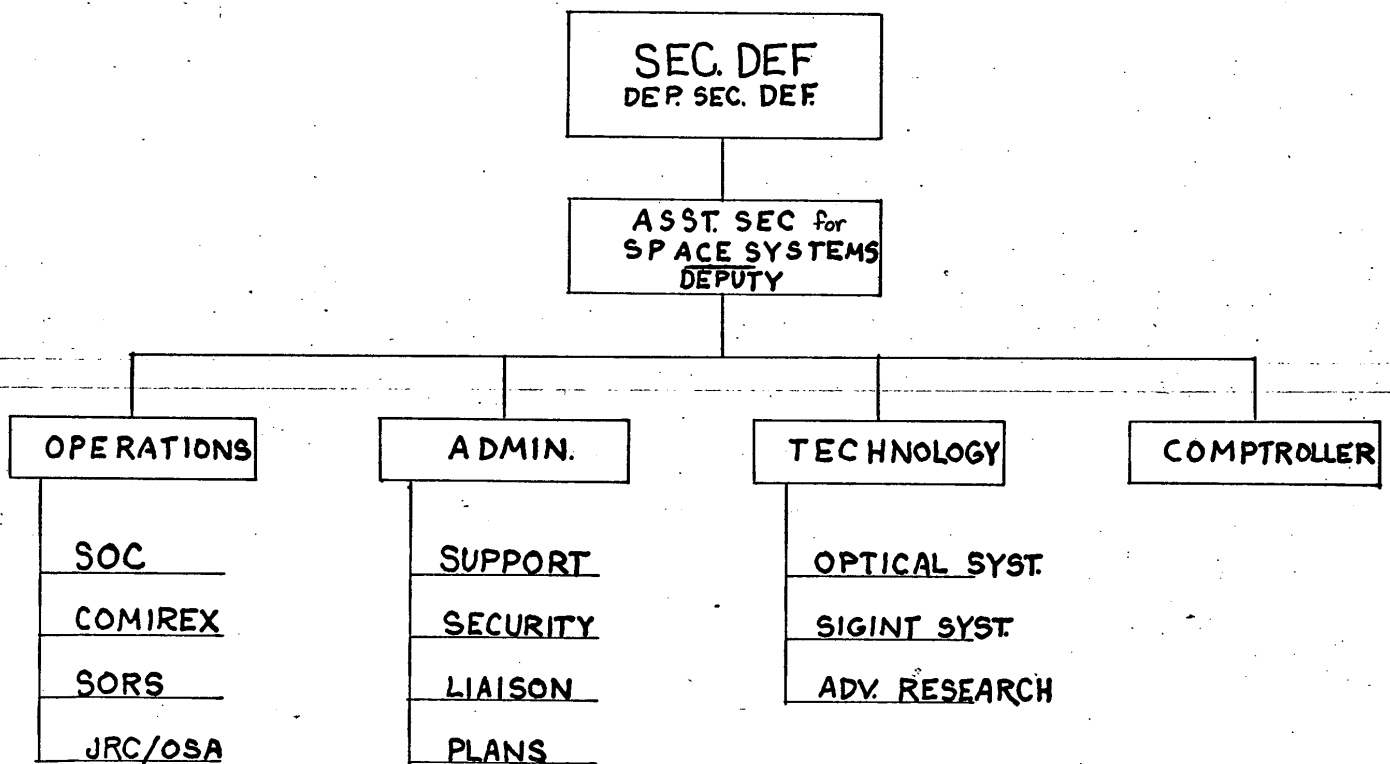 SEC. DEF
DEP. SEC. DEF.
ASST. SEC for
SPACE SYSTEMS
DEPUTY
OPERATIONS
SOC
COMIREX
SORS
JRC/OSA
ADMIN.
SUPPORT
SECURITY
LIAISON
PLANS
TECHNOLOGY
OPTICAL SYST.
SIGINT SYST.
ADV. RESEARCH
COMPTROLLER